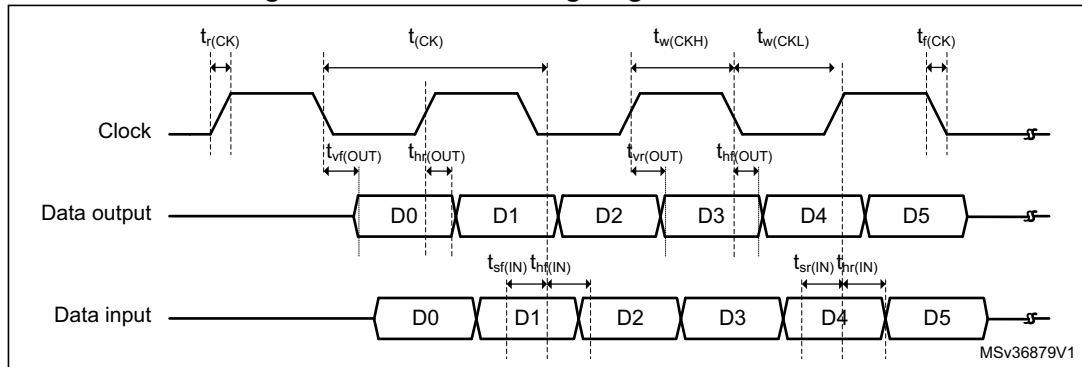 tr(CK) t(CK) tw(CKH) tw(CKL) tf(CK)
Clock
tvf(OUT) thr(OUT) tvr(OUT) thf(OUT)
Data output D0 D1 D2 D3 D4 D5
tsf(IN) thf(IN) tsr(IN) thr(IN)
Data input D0 D1 D2 D3 D4 D5
MSv36879V1